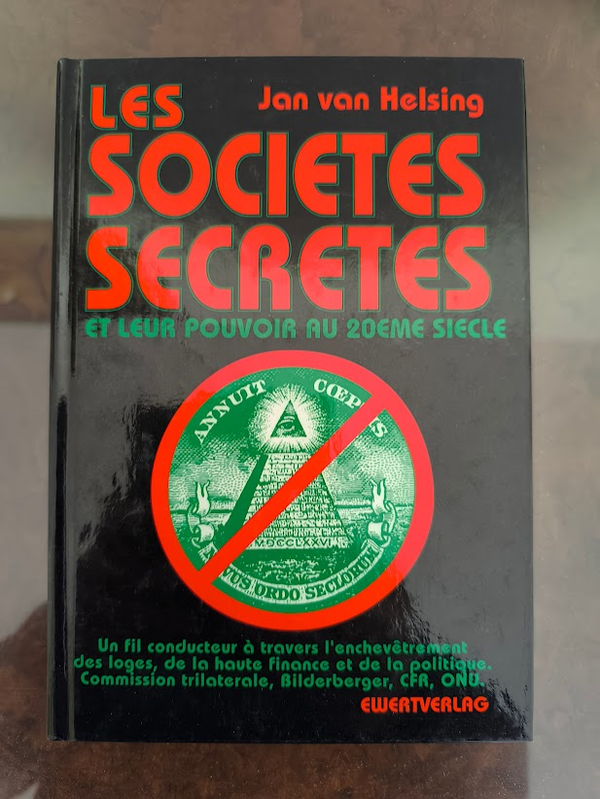 LES
Jan van Helsing
SOCIETES
SECRETES
ET LEUR POUVOIR AU 20EME SIECLE
ANNUIT CŒPTIS
MDCCLXXVI
ORDO SECLORUM
Un fil conducteur à travers l'enchevêtrement
des loges, de la haute finance et de la politique.
Commission trilaterale, Bilderberger, CFR, ONU.
EWERTVERLAG